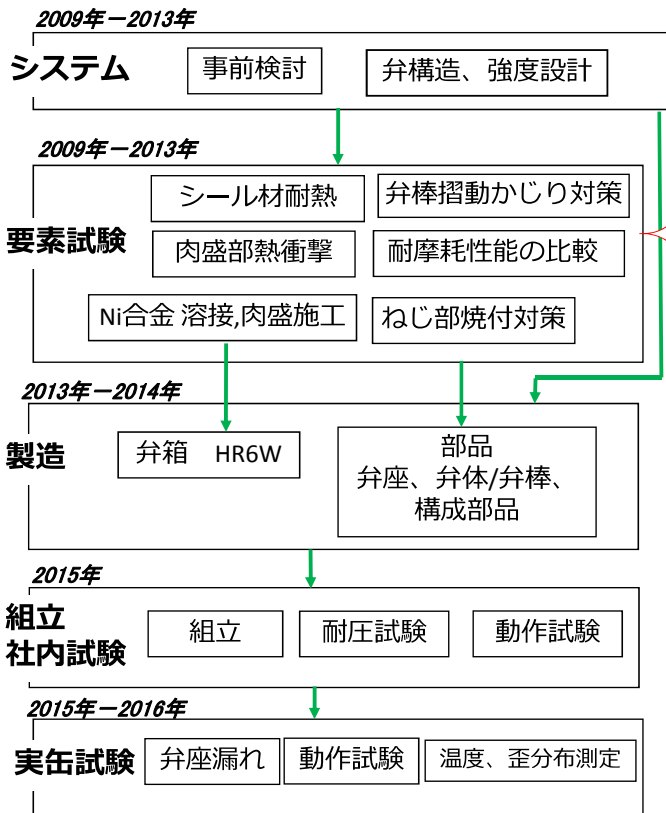 2009年－2013年
システム
事前検討
弁構造、強度設計
2009年－2013年
要素試験
シール材耐熱
弁棒摺動かじり対策
肉盛部熱衝撃
耐摩耗性能の比較
Ni合金 溶接,肉盛施工
ねじ部焼付対策
2013年－2014年
製造
弁箱 HR6W
部品
弁座、弁体/弁棒、
構成部品
2015年
組立
社内試験
組立
耐圧試験
動作試験
2015年－2016年
実缶試験
弁座漏れ
動作試験
温度、歪分布測定